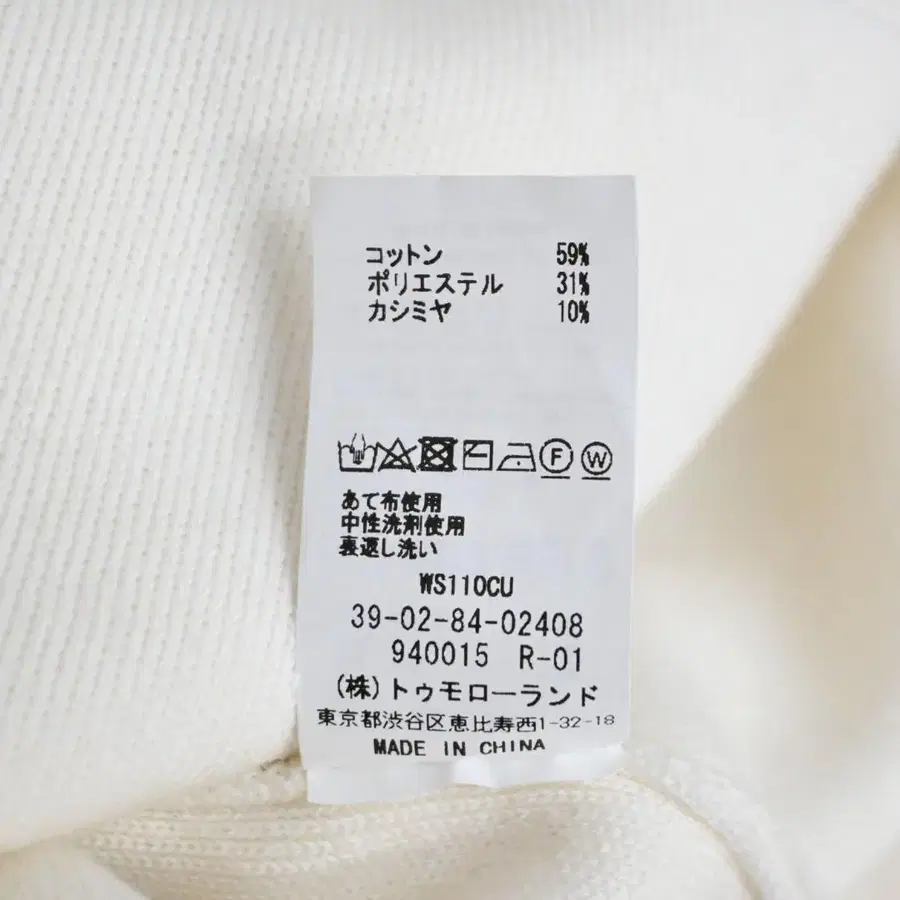 コットン 59%
ポリエステル 31%
カシミヤ 10%
F W
あて布使用
中性洗剤使用
裏返し洗い
WS110CU
39-02-84-02408
940015 R-01
(株)トゥモローランド
東京都渋谷区恵比寿西1-32-18
MADE IN CHINA